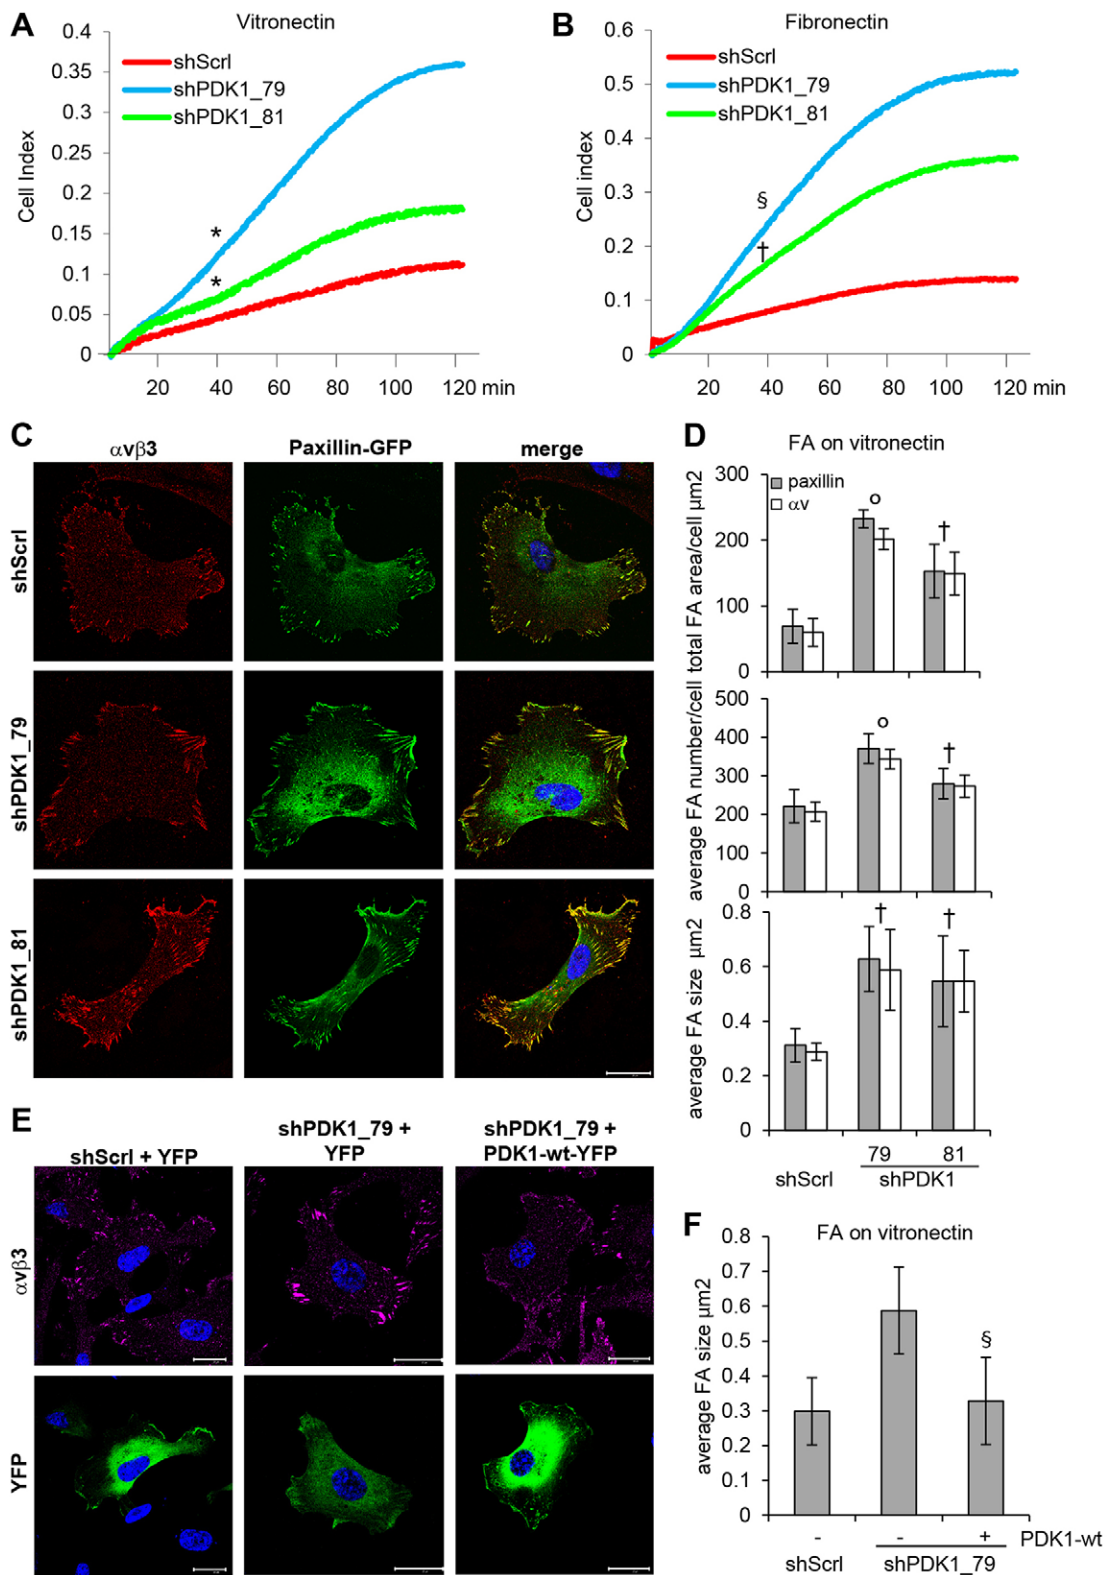 A
Vitronectin
0.4
0.35
0.3
0.25
0.2
0.15
0.1
0.05
0
Cell Index
shScrl
shPDK1_79
shPDK1_81
*
*
20 40 60 80 100 120 min
B
Fibronectin
0.6
0.5
0.4
0.3
0.2
0.1
0
Cell index
shScrl
shPDK1_79
shPDK1_81
§
†
20 40 60 80 100 120 min
C
αvβ3 Paxillin-GFP merge
shScrl
shPDK1_79
shPDK1_81
D
FA on vitronectin
total FA area/cell µm2
300
200
100
0
paxillin
αv
o
†
average FA number/cell
500
400
300
200
100
0
o
†
average FA size µm2
0.8
0.6
0.4
0.2
0
†
†
79 81
shScrl shPDK1
E
shScrl + YFP
shPDK1_79 +
YFP
shPDK1_79 +
PDK1-wt-YFP
αvβ3
YFP
F
FA on vitronectin
average FA size µm2
0.8
0.7
0.6
0.5
0.4
0.3
0.2
0.1
0
§
- - + PDK1-wt
shScrl shPDK1_79